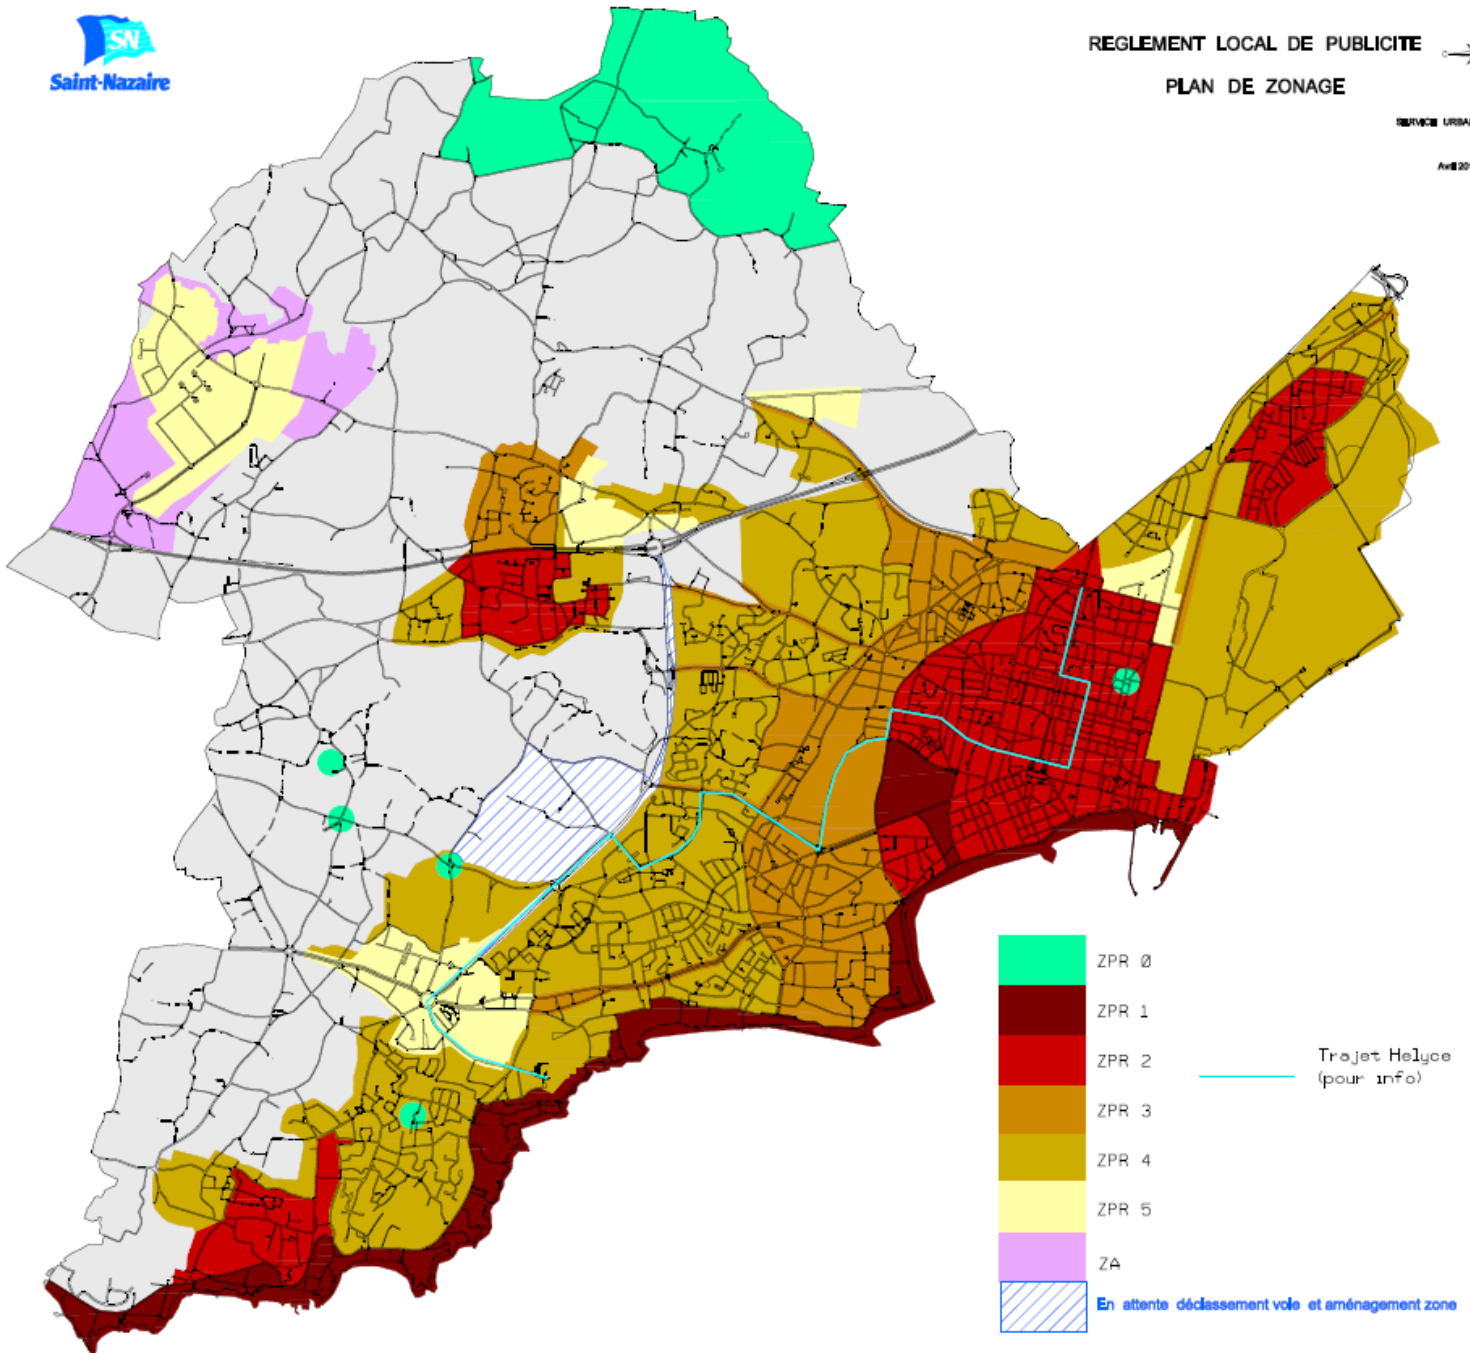 SN
Saint-Nazaire
REGLEMENT LOCAL DE PUBLICITE
PLAN DE ZONAGE
SERVICE
ZPR 0
ZPR 1
ZPR 2
ZPR 3
ZPR 4
ZPR 5
ZA
En attente déclassement voie et aménagement zone
Trajet Helyce
(pour info)